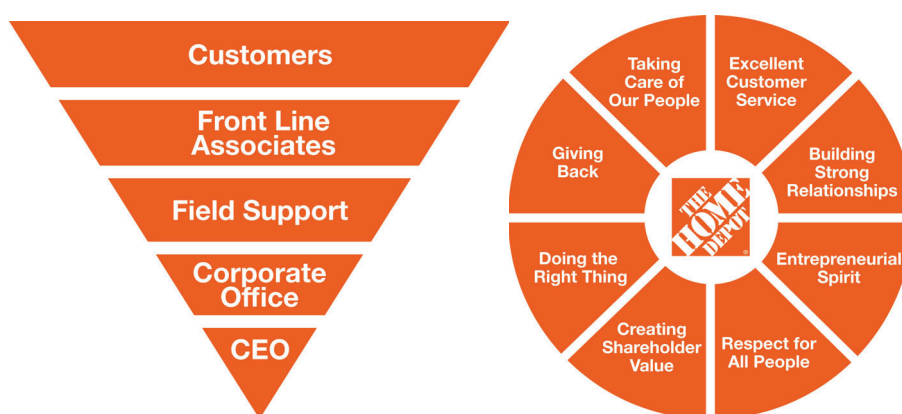 Customers
Front Line
Associates
Field Support
Corporate
Office
CEO
Taking
Care of
Our People
Excellent
Customer
Service
Building
Strong
Relationships
Entrepreneurial
Spirit
Respect for
All People
Creating
Shareholder
Value
Doing the
Right Thing
Giving
Back
THE
HOME
DEPOT
®